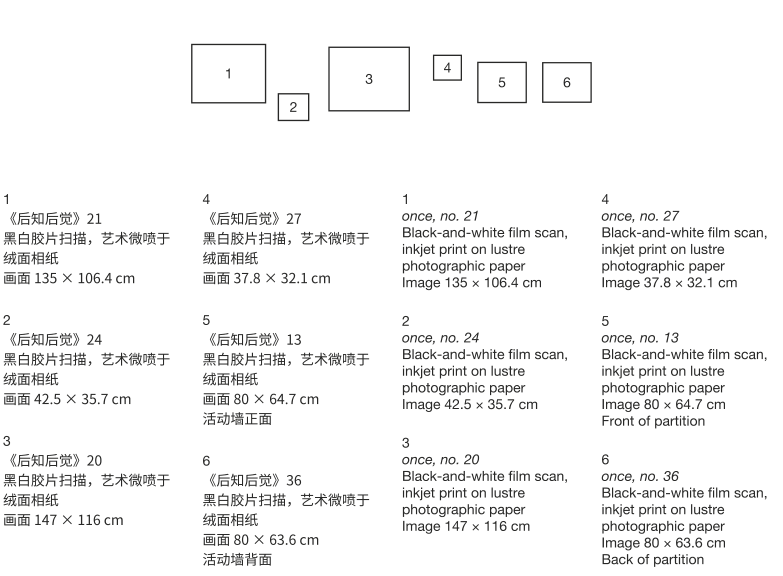 1
2
3
4
5
6
1
《后知后觉》21
黑白胶片扫描，艺术微喷于
绒面相纸
画面 135 × 106.4 cm
2
《后知后觉》24
黑白胶片扫描，艺术微喷于
绒面相纸
画面 42.5 × 35.7 cm
3
《后知后觉》20
黑白胶片扫描，艺术微喷于
绒面相纸
画面 147 × 116 cm
4
《后知后觉》27
黑白胶片扫描，艺术微喷于
绒面相纸
画面 37.8 × 32.1 cm
5
《后知后觉》13
黑白胶片扫描，艺术微喷于
绒面相纸
画面 80 × 64.7 cm
活动墙正面
6
《后知后觉》36
黑白胶片扫描，艺术微喷于
绒面相纸
画面 80 × 63.6 cm
活动墙背面
1
once, no. 21
Black-and-white film scan,
inkjet print on lustre
photographic paper
Image 135 × 106.4 cm
2
once, no. 24
Black-and-white film scan,
inkjet print on lustre
photographic paper
Image 42.5 × 35.7 cm
3
once, no. 20
Black-and-white film scan,
inkjet print on lustre
photographic paper
Image 147 × 116 cm
4
once, no. 27
Black-and-white film scan,
inkjet print on lustre
photographic paper
Image 37.8 × 32.1 cm
5
once, no. 13
Black-and-white film scan,
inkjet print on lustre
photographic paper
Image 80 × 64.7 cm
Front of partition
6
once, no. 36
Black-and-white film scan,
inkjet print on lustre
photographic paper
Image 80 × 63.6 cm
Back of partition